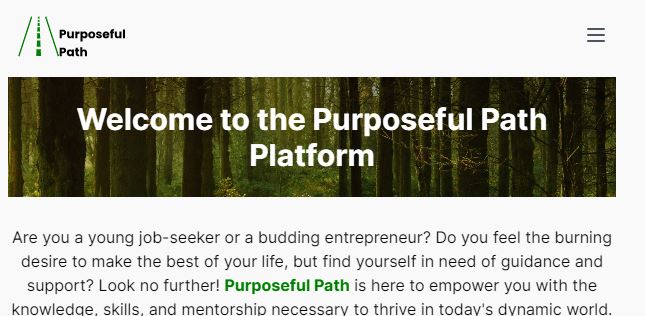 Purposeful
Path
Welcome to the Purposeful Path
Platform
Are you a young job-seeker or a budding entrepreneur? Do you feel the burning
desire to make the best of your life, but find yourself in need of guidance and
support? Look no further! Purposeful Path is here to empower you with the
knowledge, skills, and mentorship necessary to thrive in today's dynamic world.